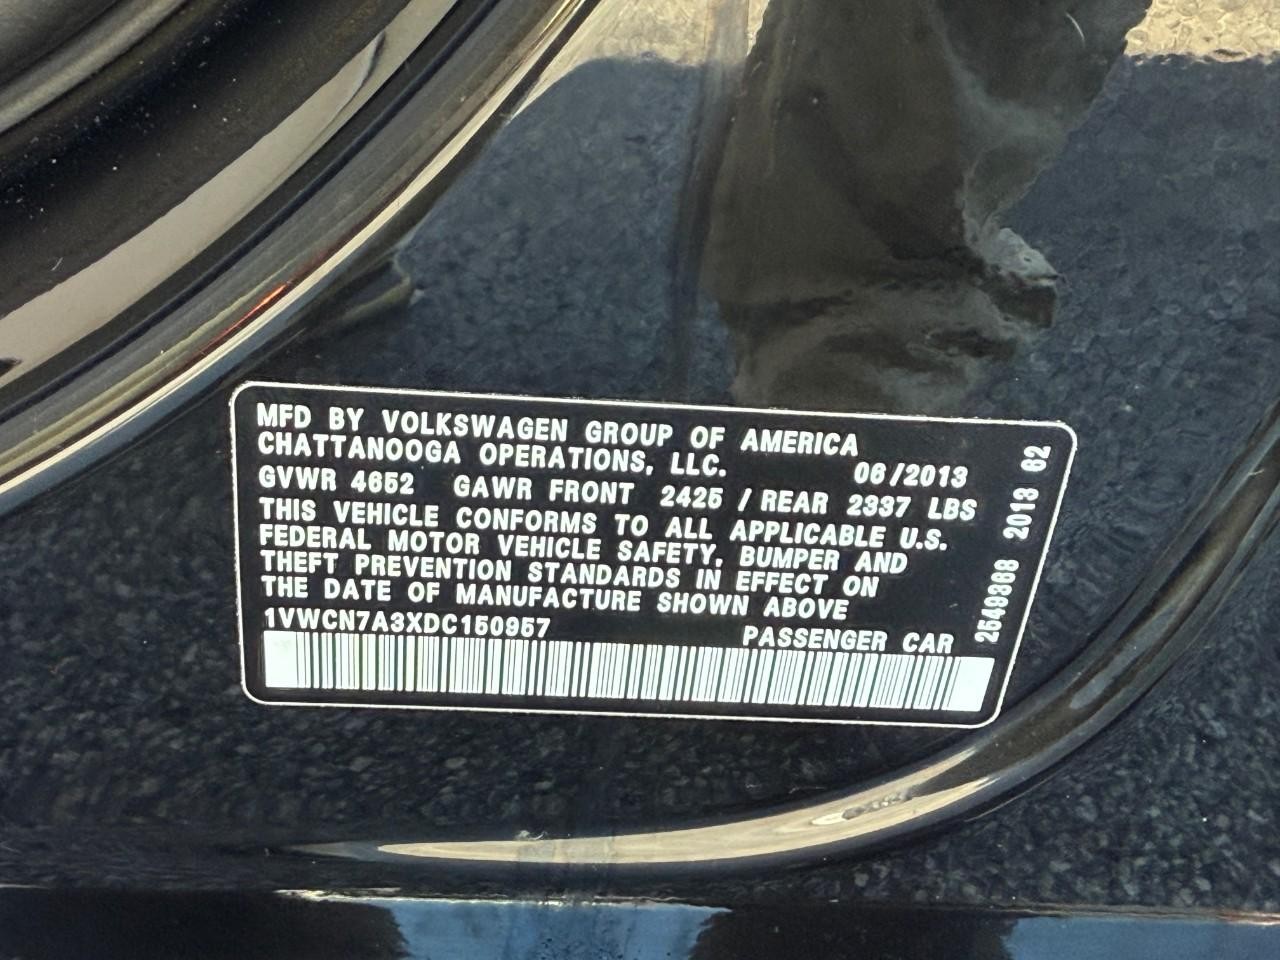 MFD BY VOLKSWAGEN GROUP OF AMERICA
CHATTANOOGA OPERATIONS, LLC. 06/2013
GVWR 4652 GAWR FRONT 2425 / REAR 2337 LBS
THIS VEHICLE CONFORMS TO ALL APPLICABLE U.S.
FEDERAL MOTOR VEHICLE SAFETY, BUMPER AND
THEFT PREVENTION STANDARDS IN EFFECT ON
THE DATE OF MANUFACTURE SHOWN ABOVE
1VWCN7A3XDC150957 PASSENGER CAR
2549388 2013 62